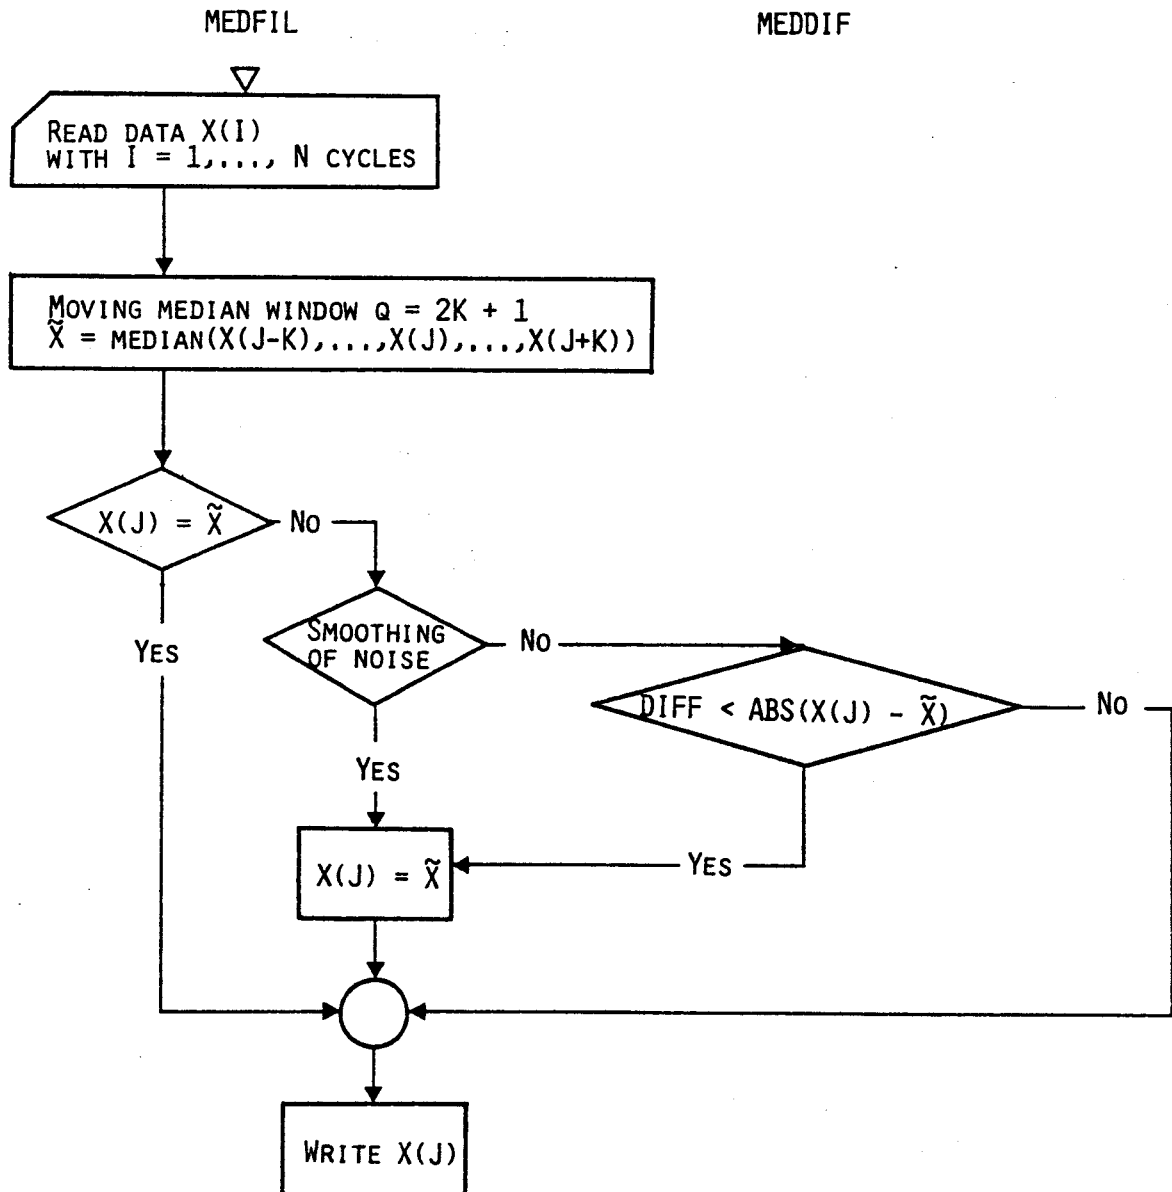 MEDFIL
MEDDIF
READ DATA X(I)
WITH I = 1,..., N CYCLES
MOVING MEDIAN WINDOW Q = 2K + 1
X̃ = MEDIAN(X(J-K),...,X(J),...,X(J+K))
X(J) = X̃
No
YES
SMOOTHING
OF NOISE
No
DIFF < ABS(X(J) - X̃)
No
YES
YES
X(J) = X̃
WRITE X(J)